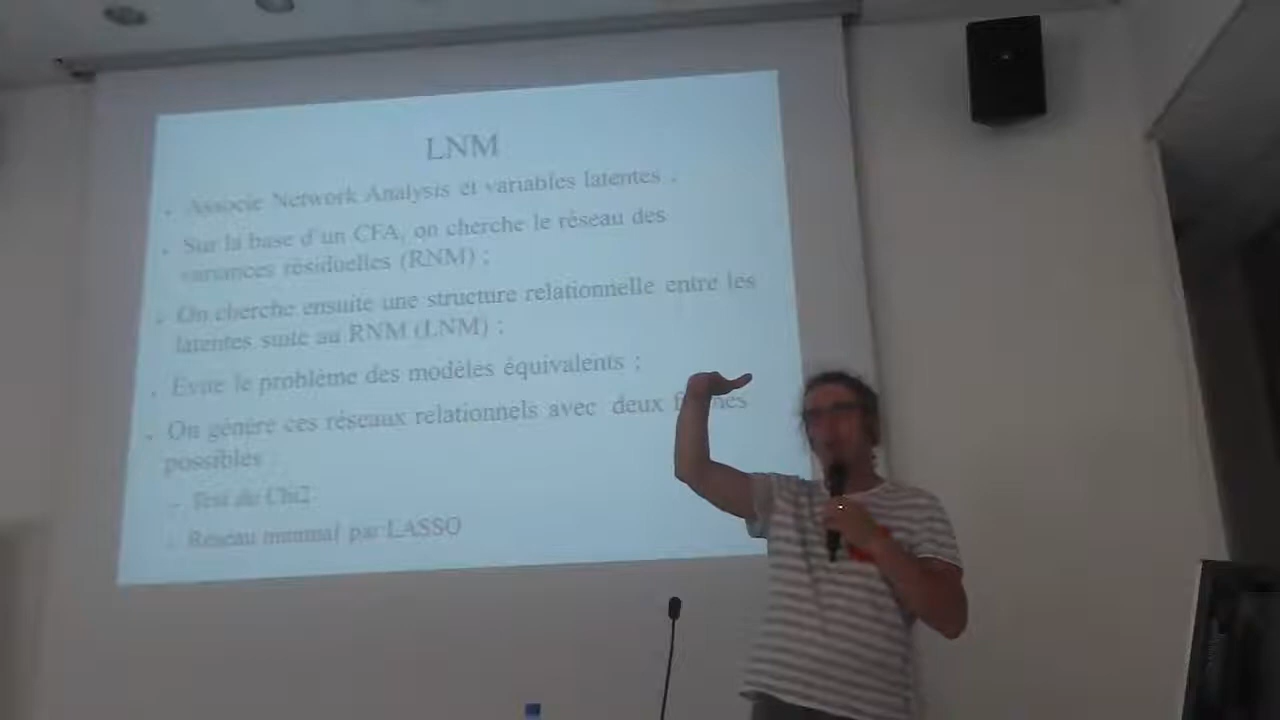 LNM
• Associe Network Analysis et variables latentes ;
• Sur la base d'un CFA, on cherche le réseau des
variances résiduelles (RNM) ;
• On cherche ensuite une structure relationnelle entre les
latentes suite au RNM (LNM) ;
• Evite le problème des modèles équivalents ;
• On génère ces réseaux relationnels avec deux
possibles :
– Test du Chi2
– Réseau minimal par LASSO